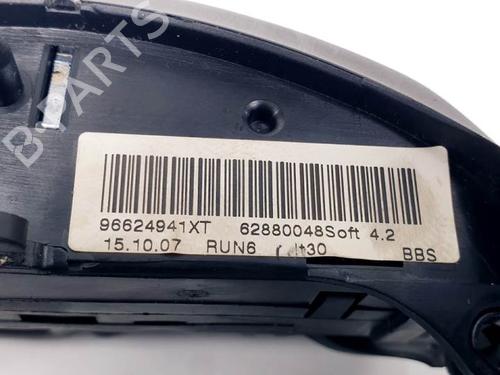 B-PARTS
96624941XT 62880048Soft 4.2
15.10.07 RUN6 BBS